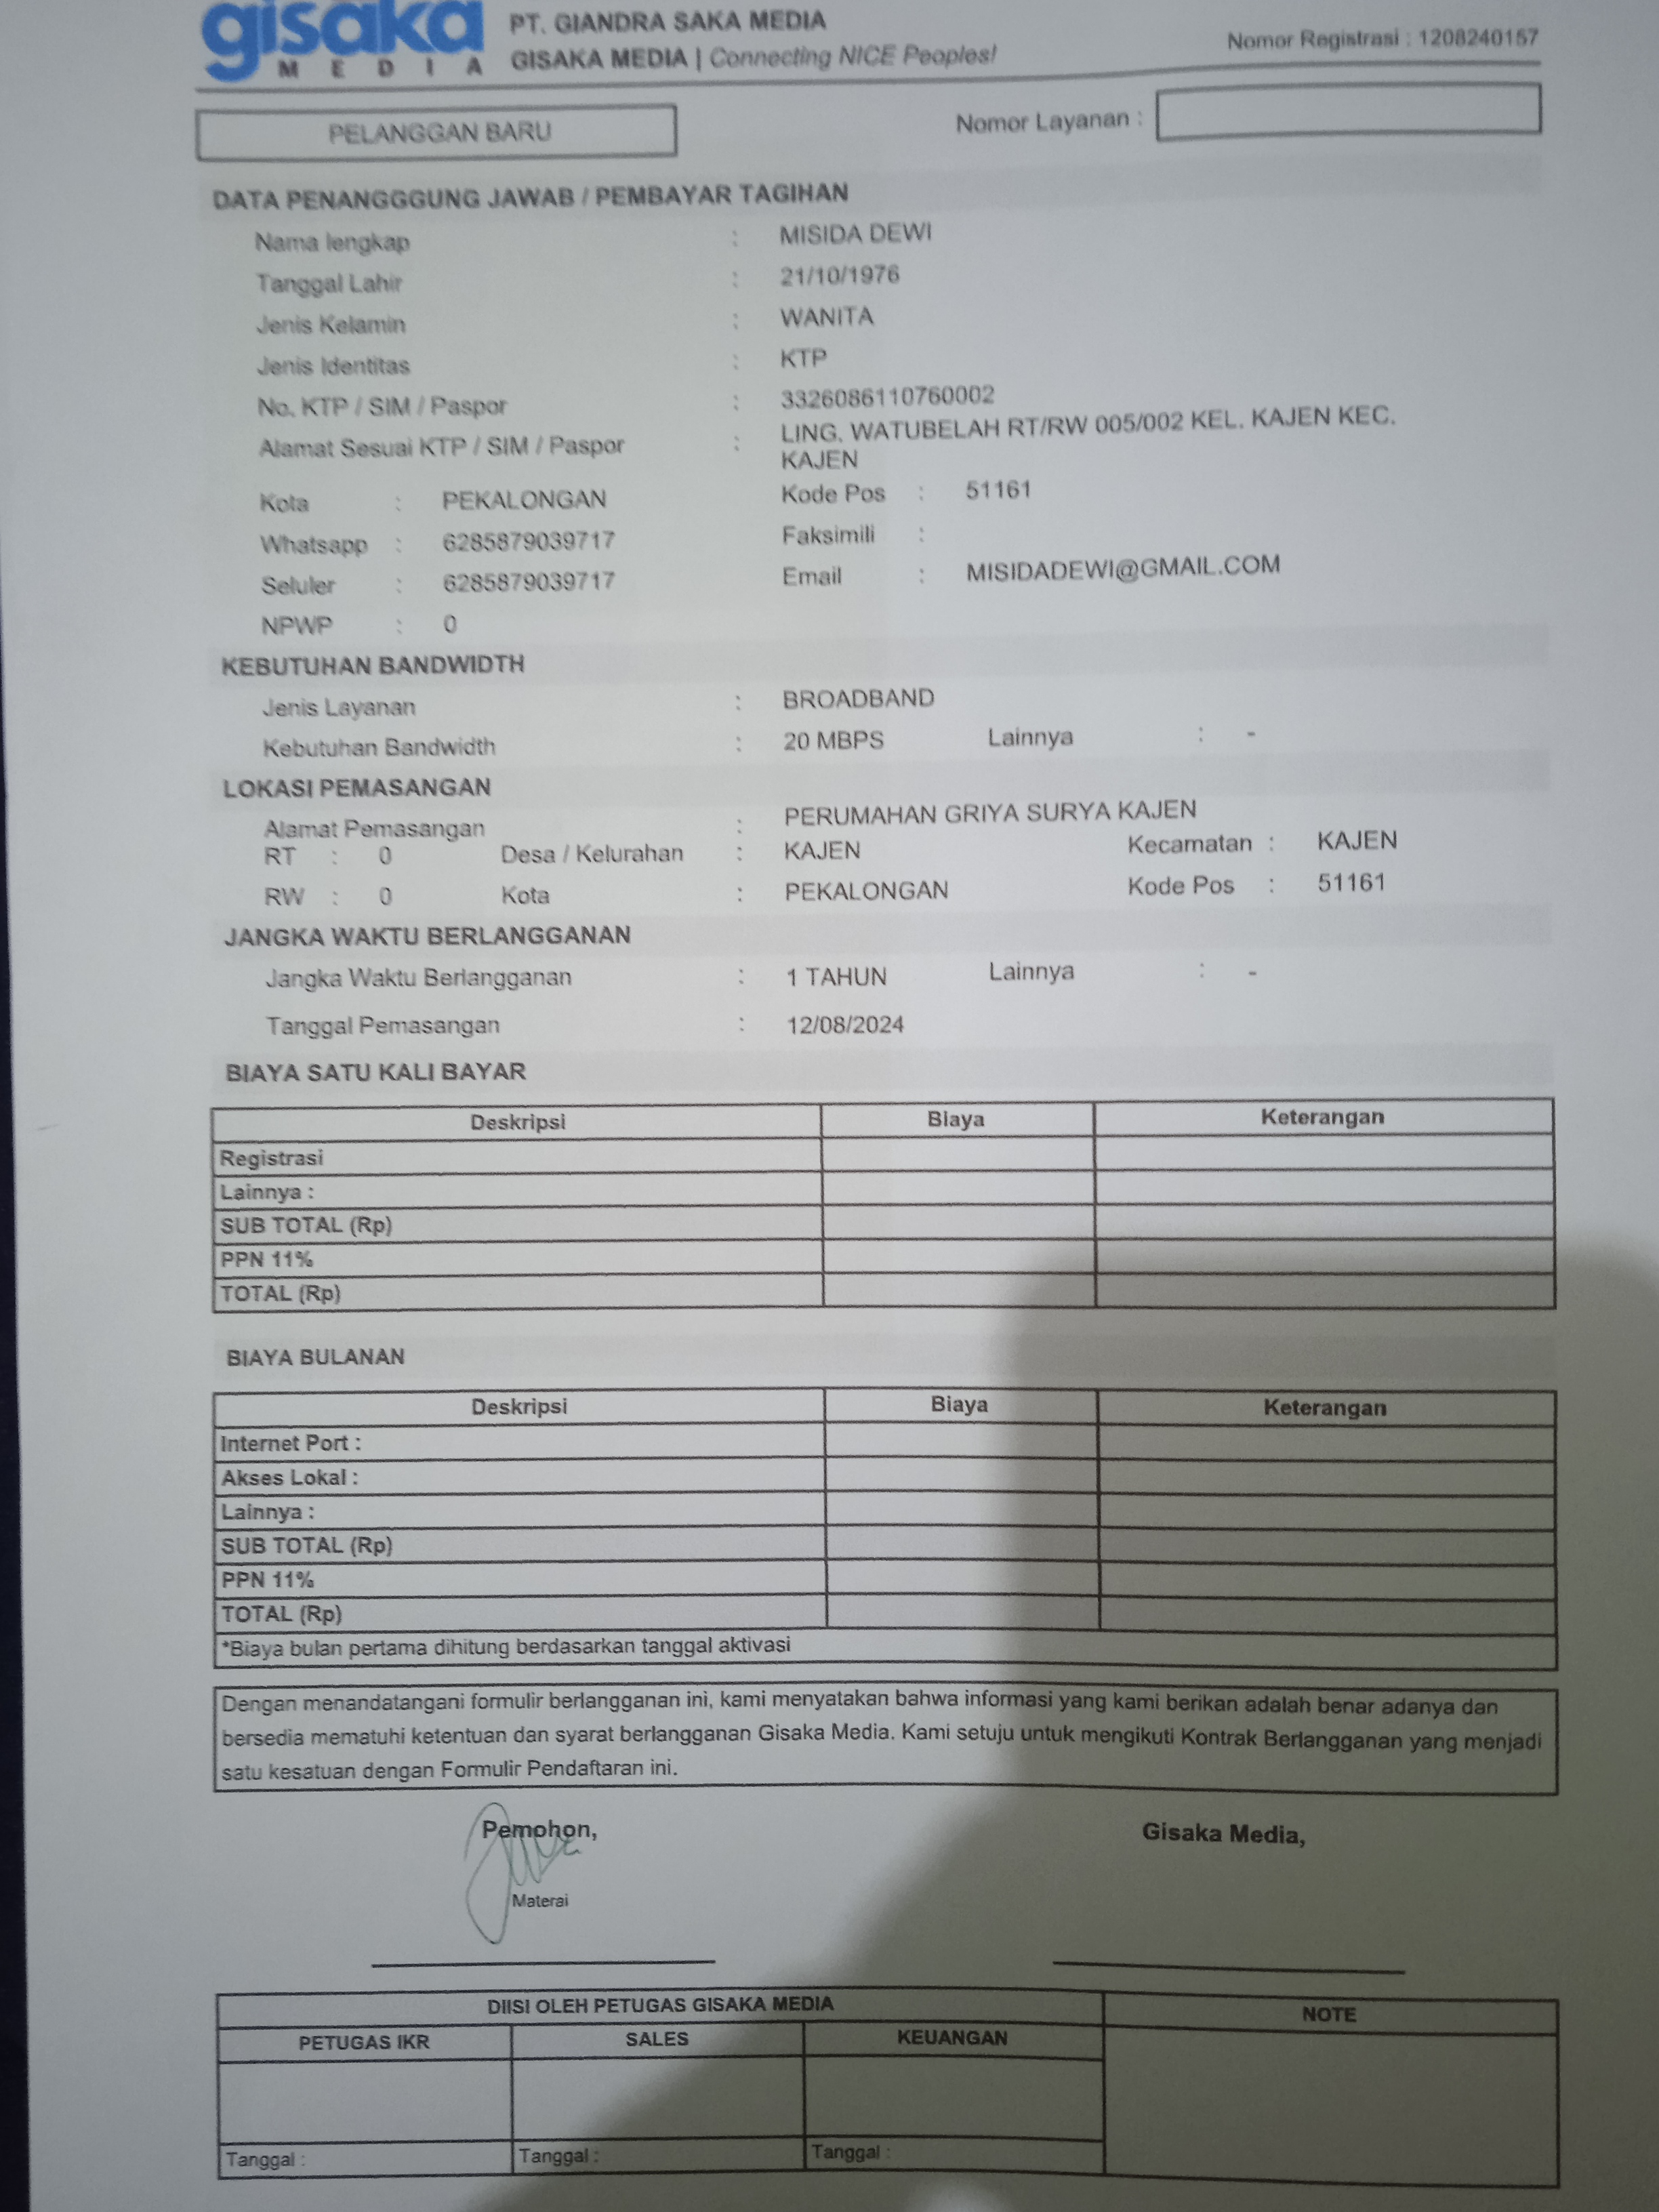 gisaka
MEDIA
PT. GIANDRA SAKA MEDIA
GISAKA MEDIA | Connecting NICE Peoples!
Nomor Registrasi : 1208240157
PELANGGAN BARU
Nomor Layanan :
DATA PENANGGGUNG JAWAB / PEMBAYAR TAGIHAN
Nama lengkap : MISIDA DEWI
Tanggal Lahir : 21/10/1976
Jenis Kelamin : WANITA
Jenis Identitas : KTP
No. KTP / SIM / Paspor : 3326086110760002
Alamat Sesuai KTP / SIM / Paspor : LING. WATUBELAH RT/RW 005/002 KEL. KAJEN KEC.
KAJEN
Kota : PEKALONGAN Kode Pos : 51161
Whatsapp : 6285879039717 Faksimili :
Seluler : 6285879039717 Email : MISIDADEWI@GMAIL.COM
NPWP : 0
KEBUTUHAN BANDWIDTH
Jenis Layanan : BROADBAND
Kebutuhan Bandwidth : 20 MBPS Lainnya : -
LOKASI PEMASANGAN
Alamat Pemasangan : PERUMAHAN GRIYA SURYA KAJEN
RT : 0 Desa / Kelurahan : KAJEN Kecamatan : KAJEN
RW : 0 Kota : PEKALONGAN Kode Pos : 51161
JANGKA WAKTU BERLANGGANAN
Jangka Waktu Berlangganan : 1 TAHUN Lainnya : -
Tanggal Pemasangan : 12/08/2024
BIAYA SATU KALI BAYAR
Deskripsi Biaya Keterangan
Registrasi
Lainnya :
SUB TOTAL (Rp)
PPN 11%
TOTAL (Rp)
BIAYA BULANAN
Deskripsi Biaya Keterangan
Internet Port :
Akses Lokal :
Lainnya :
SUB TOTAL (Rp)
PPN 11%
TOTAL (Rp)
*Biaya bulan pertama dihitung berdasarkan tanggal aktivasi
Dengan menandatangani formulir berlangganan ini, kami menyatakan bahwa informasi yang kami berikan adalah benar adanya dan
bersedia mematuhi ketentuan dan syarat berlangganan Gisaka Media. Kami setuju untuk mengikuti Kontrak Berlangganan yang menjadi
satu kesatuan dengan Formulir Pendaftaran ini.
Pemohon, Gisaka Media,
Materai
DIISI OLEH PETUGAS GISAKA MEDIA NOTE
PETUGAS IKR SALES KEUANGAN
Tanggal : Tanggal : Tanggal :